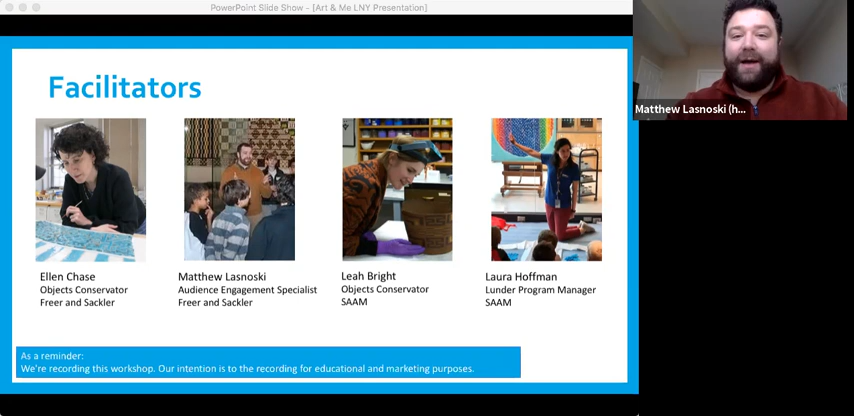 PowerPoint Slide Show - [Art & Me LNY Presentation]
Facilitators
Ellen Chase
Objects Conservator
Freer and Sackler
Matthew Lasnoski
Audience Engagement Specialist
Freer and Sackler
Leah Bright
Objects Conservator
SAAM
Laura Hoffman
Lunder Program Manager
SAAM
As a reminder:
We're recording this workshop. Our intention is to the recording for educational and marketing purposes.
Matthew Lasnoski (h...